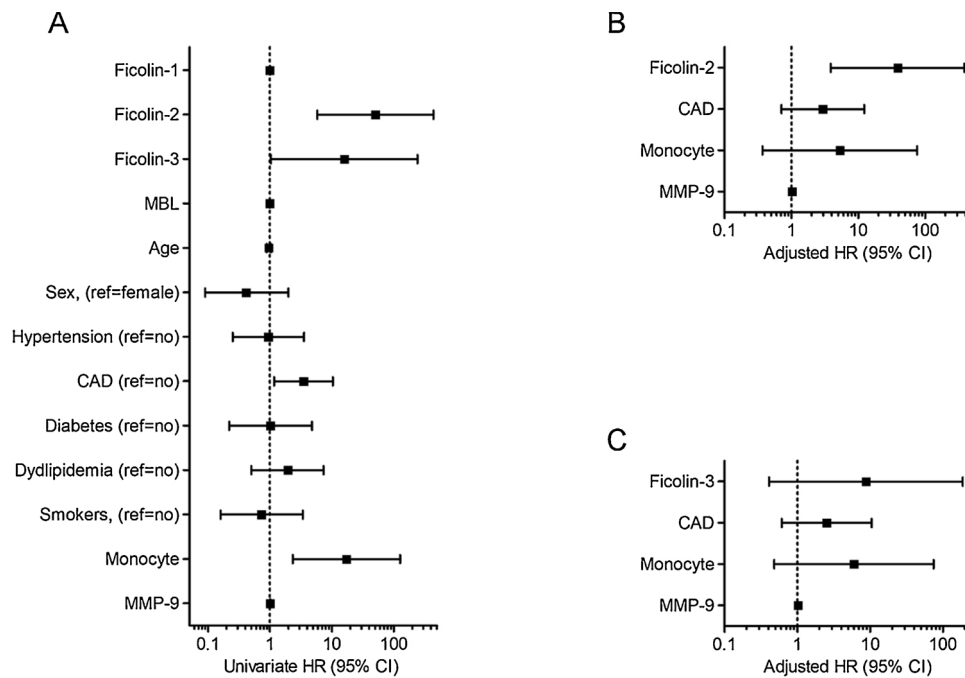 A
Ficolin-1
Ficolin-2
Ficolin-3
MBL
Age
Sex, (ref=female)
Hypertension (ref=no)
CAD (ref=no)
Diabetes (ref=no)
Dydlipidemia (ref=no)
Smokers, (ref=no)
Monocyte
MMP-9
0.1 1 10 100
Univariate HR (95% CI)
B
Ficolin-2
CAD
Monocyte
MMP-9
0.1 1 10 100
Adjusted HR (95% CI)
C
Ficolin-3
CAD
Monocyte
MMP-9
0.1 1 10 100
Adjusted HR (95% CI)